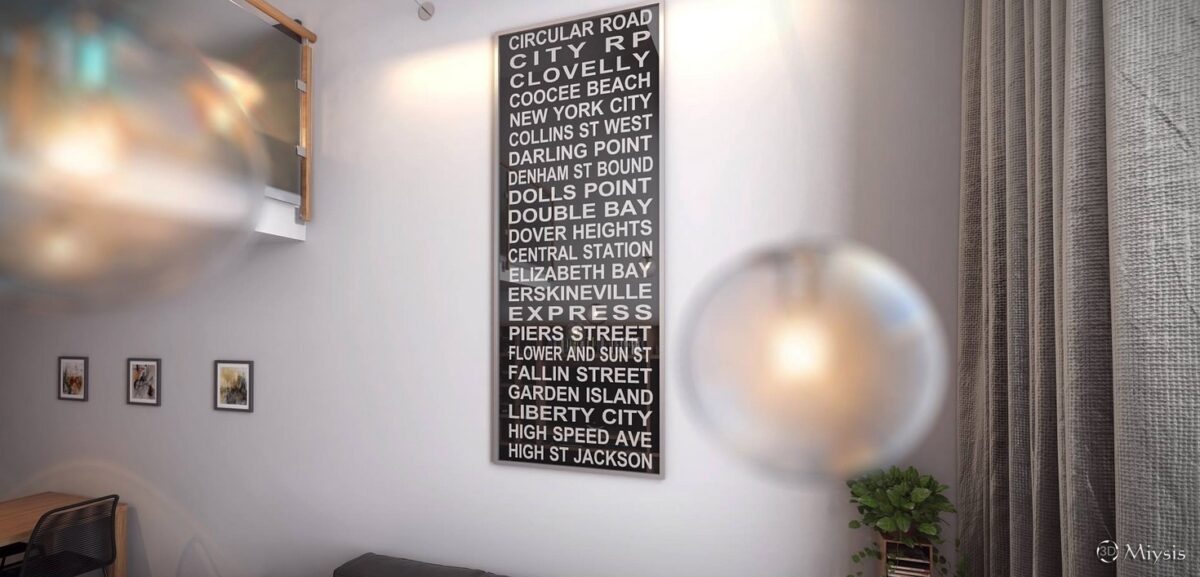 CIRCULAR ROAD
CITY RP
CLOVELLY
COOCEE BEACH
NEW YORK CITY
COLLINS ST WEST
DARLING POINT
DENHAM ST BOUND
DOLLS POINT
DOUBLE BAY
DOVER HEIGHTS
CENTRAL STATION
ELIZABETH BAY
ERSKINEVILLE
EXPRESS
PIERS STREET
FLOWER AND SUN ST
FALLIN STREET
GARDEN ISLAND
LIBERTY CITY
HIGH SPEED AVE
HIGH ST JACKSON
3D Miysis